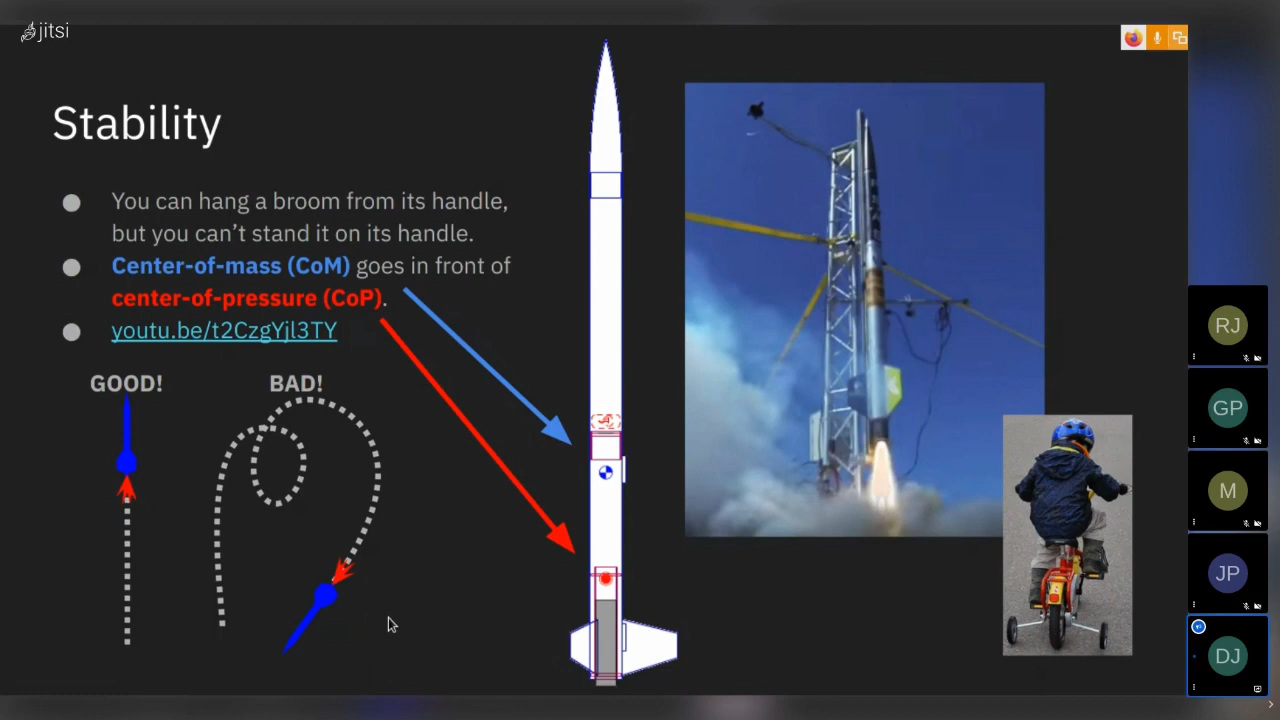 jitsi
Stability
You can hang a broom from its handle,
but you can't stand it on its handle.
Center-of-mass (CoM) goes in front of
center-of-pressure (CoP).
youtu.be/t2CzgYjl3TY
GOOD!
BAD!
RJ
GP
M
JP
DJ